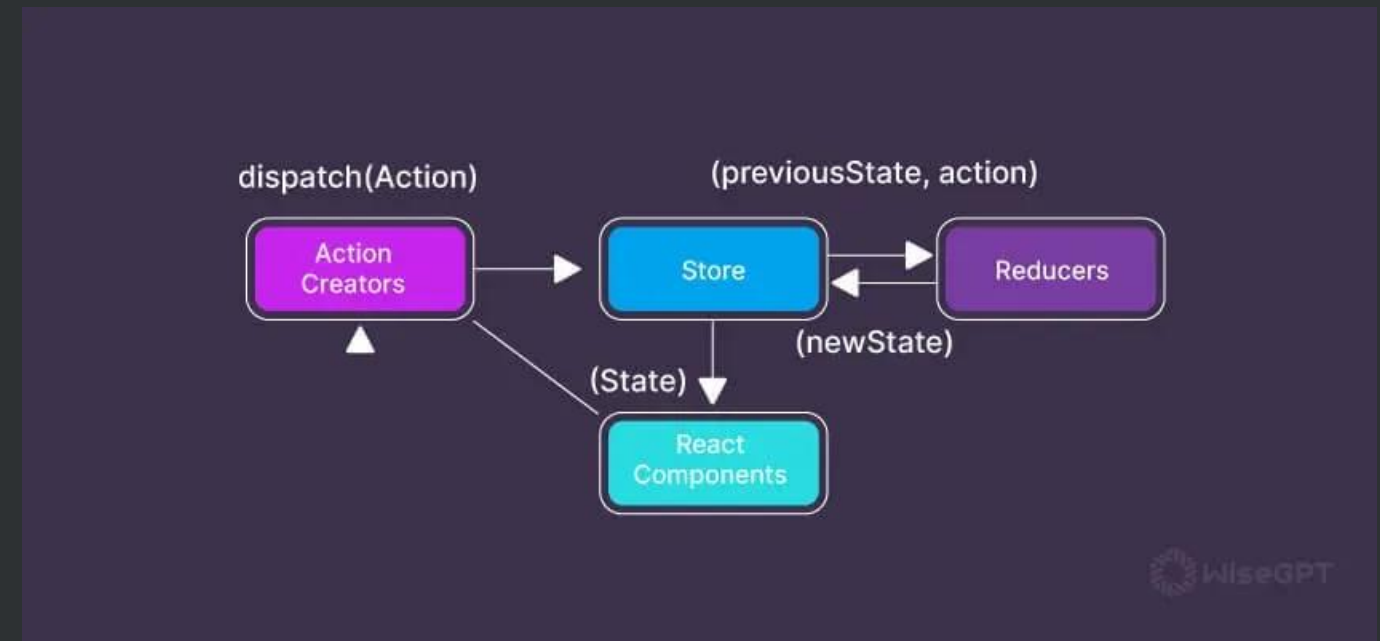 dispatch(Action)
(previousState, action)
Action
Creators
Store
Reducers
(newState)
(State)
React
Components
WiseGPT